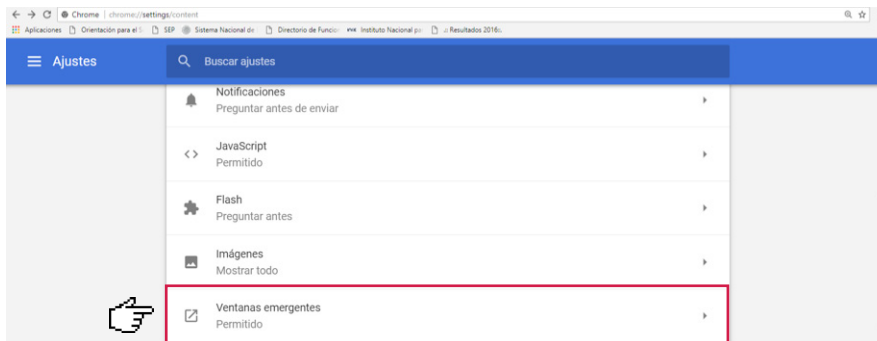 Chrome | chrome://settings/content
Aplicaciones Orientación para el S SEP Sistema Nacional de Directorio de Funcio Instituto Nacional pa Resultados 2016
Ajustes Buscar ajustes
Notificaciones
Preguntar antes de enviar
JavaScript
Permitido
Flash
Preguntar antes
Imágenes
Mostrar todo
Ventanas emergentes
Permitido